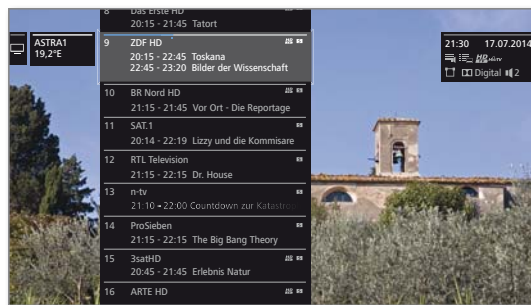 8 Das Erste HD
20:15 - 21:45 Tatort
ASTRA1
19,2°E
9 ZDF HD
20:15 - 22:45 Toskana
22:45 - 23:20 Bilder der Wissenschaft
21:30 17.07.2014
Digital 2
10 BR Nord HD
21:15 - 21:45 Vor Ort - Die Reportage
11 SAT.1
20:14 - 22:19 Lizzy und die Kommisare
12 RTL Television
21:15 - 22:15 Dr. House
13 n-tv
21:10 - 22:00 Countdown zur Katastrop
14 ProSieben
21:15 - 22:15 The Big Bang Theory
15 3satHD
20:45 - 21:45 Erlebnis Natur
16 ARTE HD